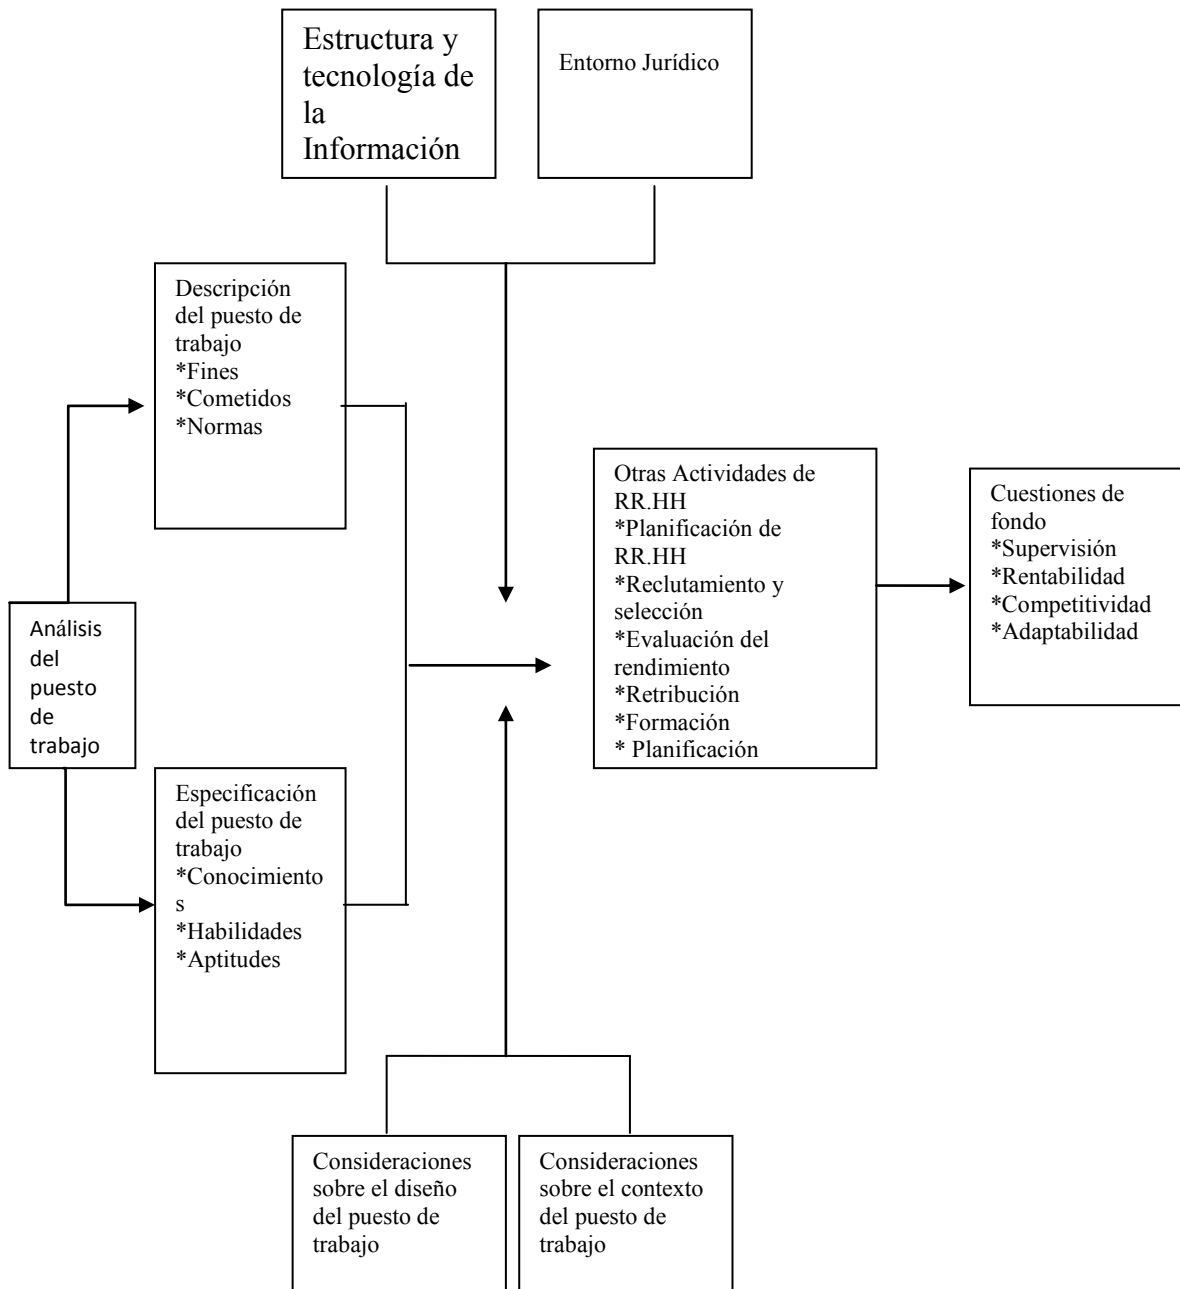 Estructura y
tecnología de
la
Información
Entorno Jurídico
Descripción
del puesto de
trabajo
*Fines
*Cometidos
*Normas
Otras Actividades de
RR.HH
*Planificación de
RR.HH
*Reclutamiento y
selección
*Evaluación del
rendimiento
*Retribución
*Formación
* Planificación
Cuestiones de
fondo
*Supervisión
*Rentabilidad
*Competitividad
*Adaptabilidad
Análisis
del
puesto
de
trabajo
Especificación
del puesto de
trabajo
*Conocimiento
s
*Habilidades
*Aptitudes
Consideraciones
sobre el diseño
del puesto de
trabajo
Consideraciones
sobre el contexto
del puesto de
trabajo